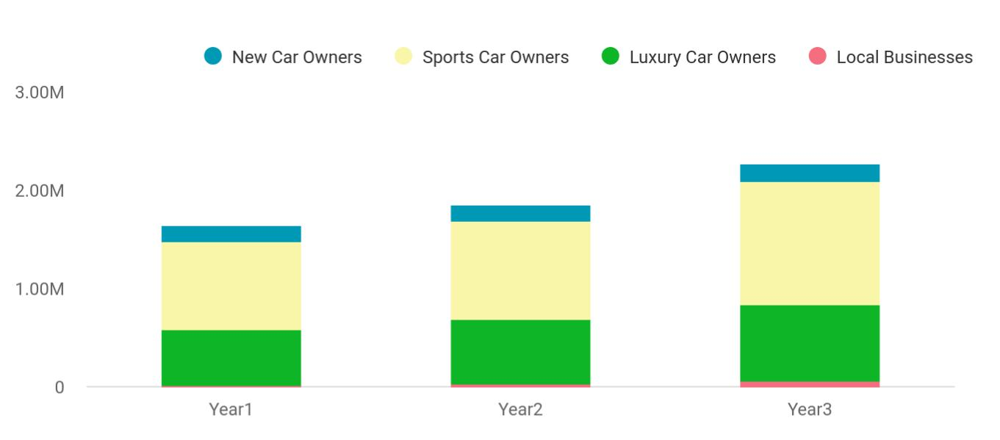 New Car Owners Sports Car Owners Luxury Car Owners Local Businesses
3.00M
2.00M
1.00M
0
Year1 Year2 Year3